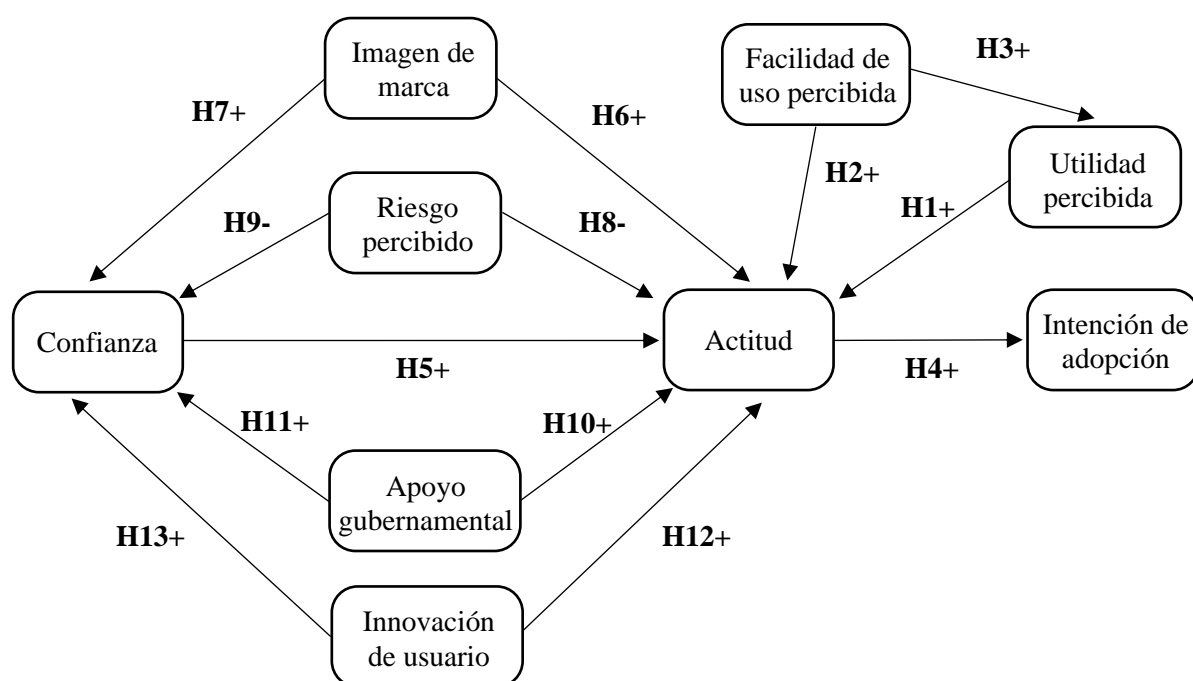 Imagen de
marca
Facilidad de
uso percibida
H3+
H7+
H6+
Utilidad
percibida
H2+
Riesgo
percibido
H1+
H9-
H8-
Confianza
Actitud
Intención de
adopción
H5+
H4+
H11+
H10+
Apoyo
gubernamental
H13+
H12+
Innovación
de usuario